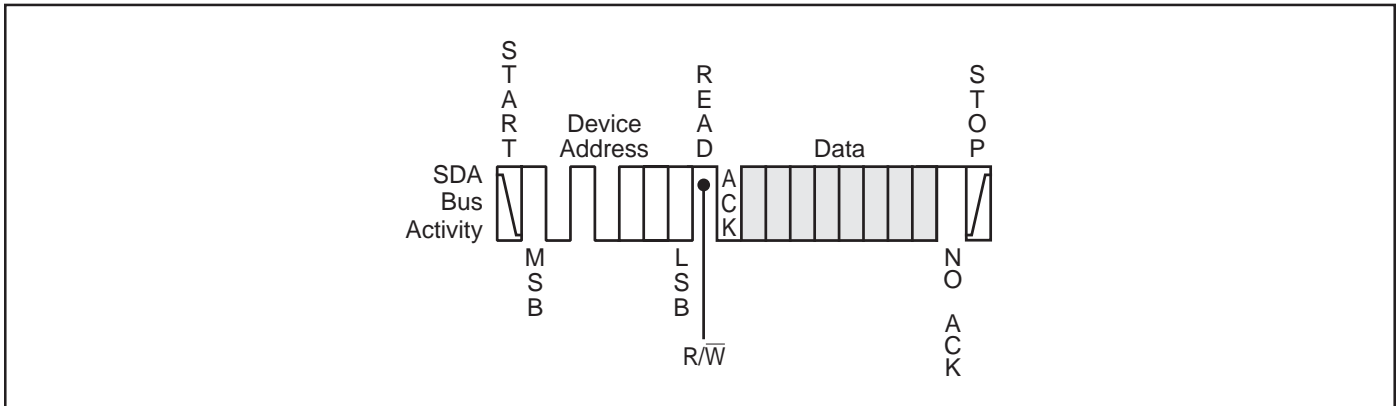 START
READ
STOP
Device
Address
Data
SDA
Bus
Activity
ACK
MSB
LSB
NO ACK
R/W̅